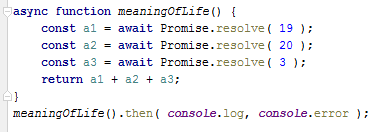 async function meaningOfLife() {
    const a1 = await Promise.resolve( 19 );
    const a2 = await Promise.resolve( 20 );
    const a3 = await Promise.resolve( 3 );
    return a1 + a2 + a3;
}
meaningOfLife().then( console.log, console.error );